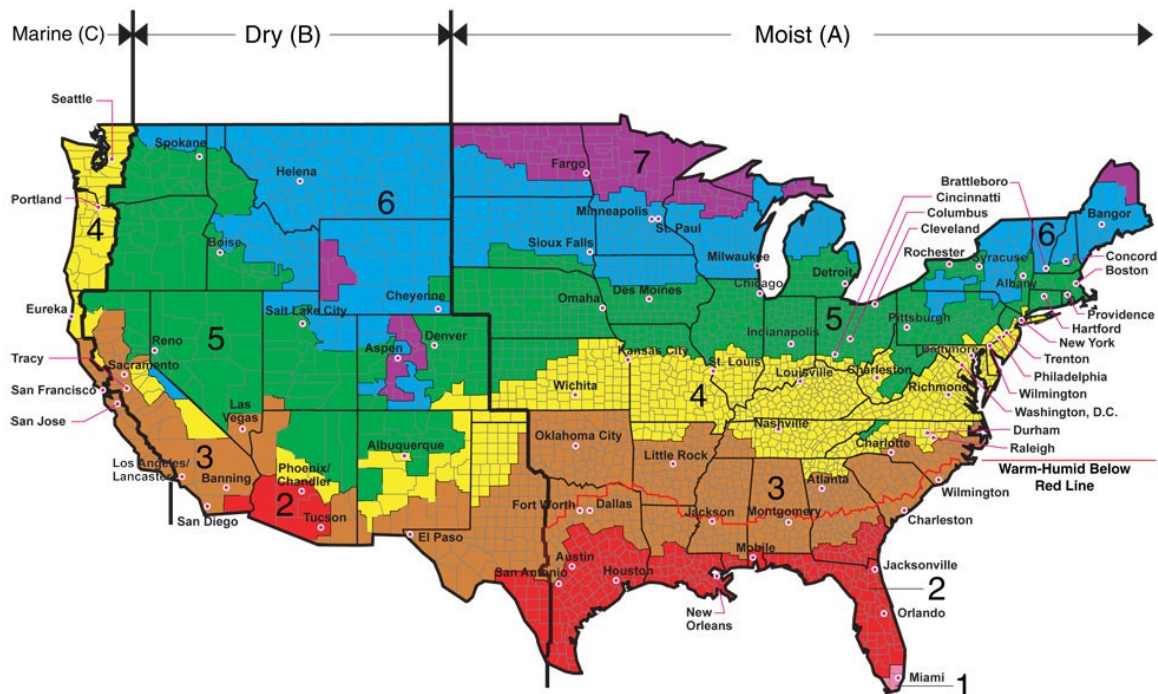 Marine (C)
Dry (B)
Moist (A)
Seattle
Spokane
Helena
Fargo
7
Portland
4
6
Minneapolis
St. Paul
Brattleboro
Cincinnatti
Columbus
Cleveland
Bangor
6
Boise
Sioux Falls
Milwaukee
Rochester
Syracuse
Concord
Boston
Albany
Detroit
Eureka
Cheyenne
Salt Lake City
Omaha
Des Moines
Chicago
5
Pittsburgh
Providence
Hartford
Reno
5
Denver
Aspen
Indianapolis
New York
Tracy
Sacramento
Kansas City
St. Louis
Louisville
Charleston
Baltimore
Trenton
Philadelphia
San Francisco
Wichita
4
Richmond
Wilmington
Washington, D.C.
San Jose
Las
Vegas
Nashville
Durham
Albuquerque
Oklahoma City
Charlotte
Raleigh
3
Los Angeles/
Lancaster
Banning
Phoenix/
Chandler
Little Rock
3
Atlanta
Warm-Humid Below
Red Line
2
Wilmington
San Diego
Tucson
Fort Worth
Dallas
Jackson
Montgomery
Charleston
El Paso
Austin
Mobile
San Antonio
Houston
Jacksonville
2
New
Orleans
Orlando
Miami
1